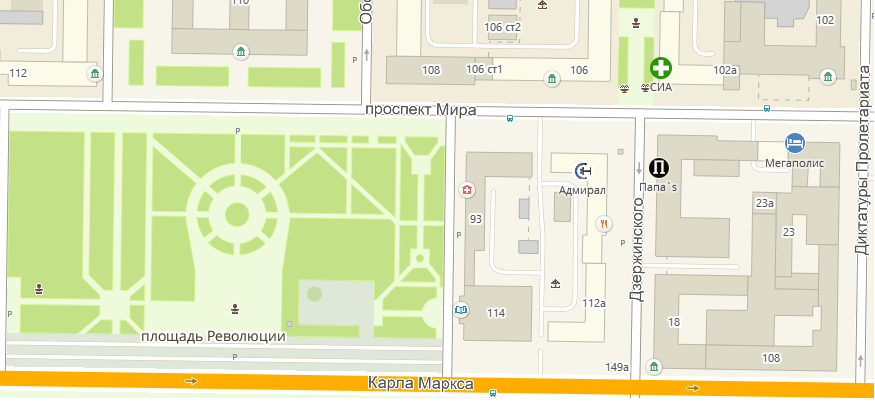 110
Об
106 ст2
102
112
108
106 ст1
106
102а
СИА
проспект Мира
Р
Р
Р
Мегаполис
Адмирал
Папа`s
93
23а
23
Диктатуры Пролетариата
Дзержинского
Р
Р
Р
114
112а
18
площадь Революции
Р
108
149а
Карла Маркса